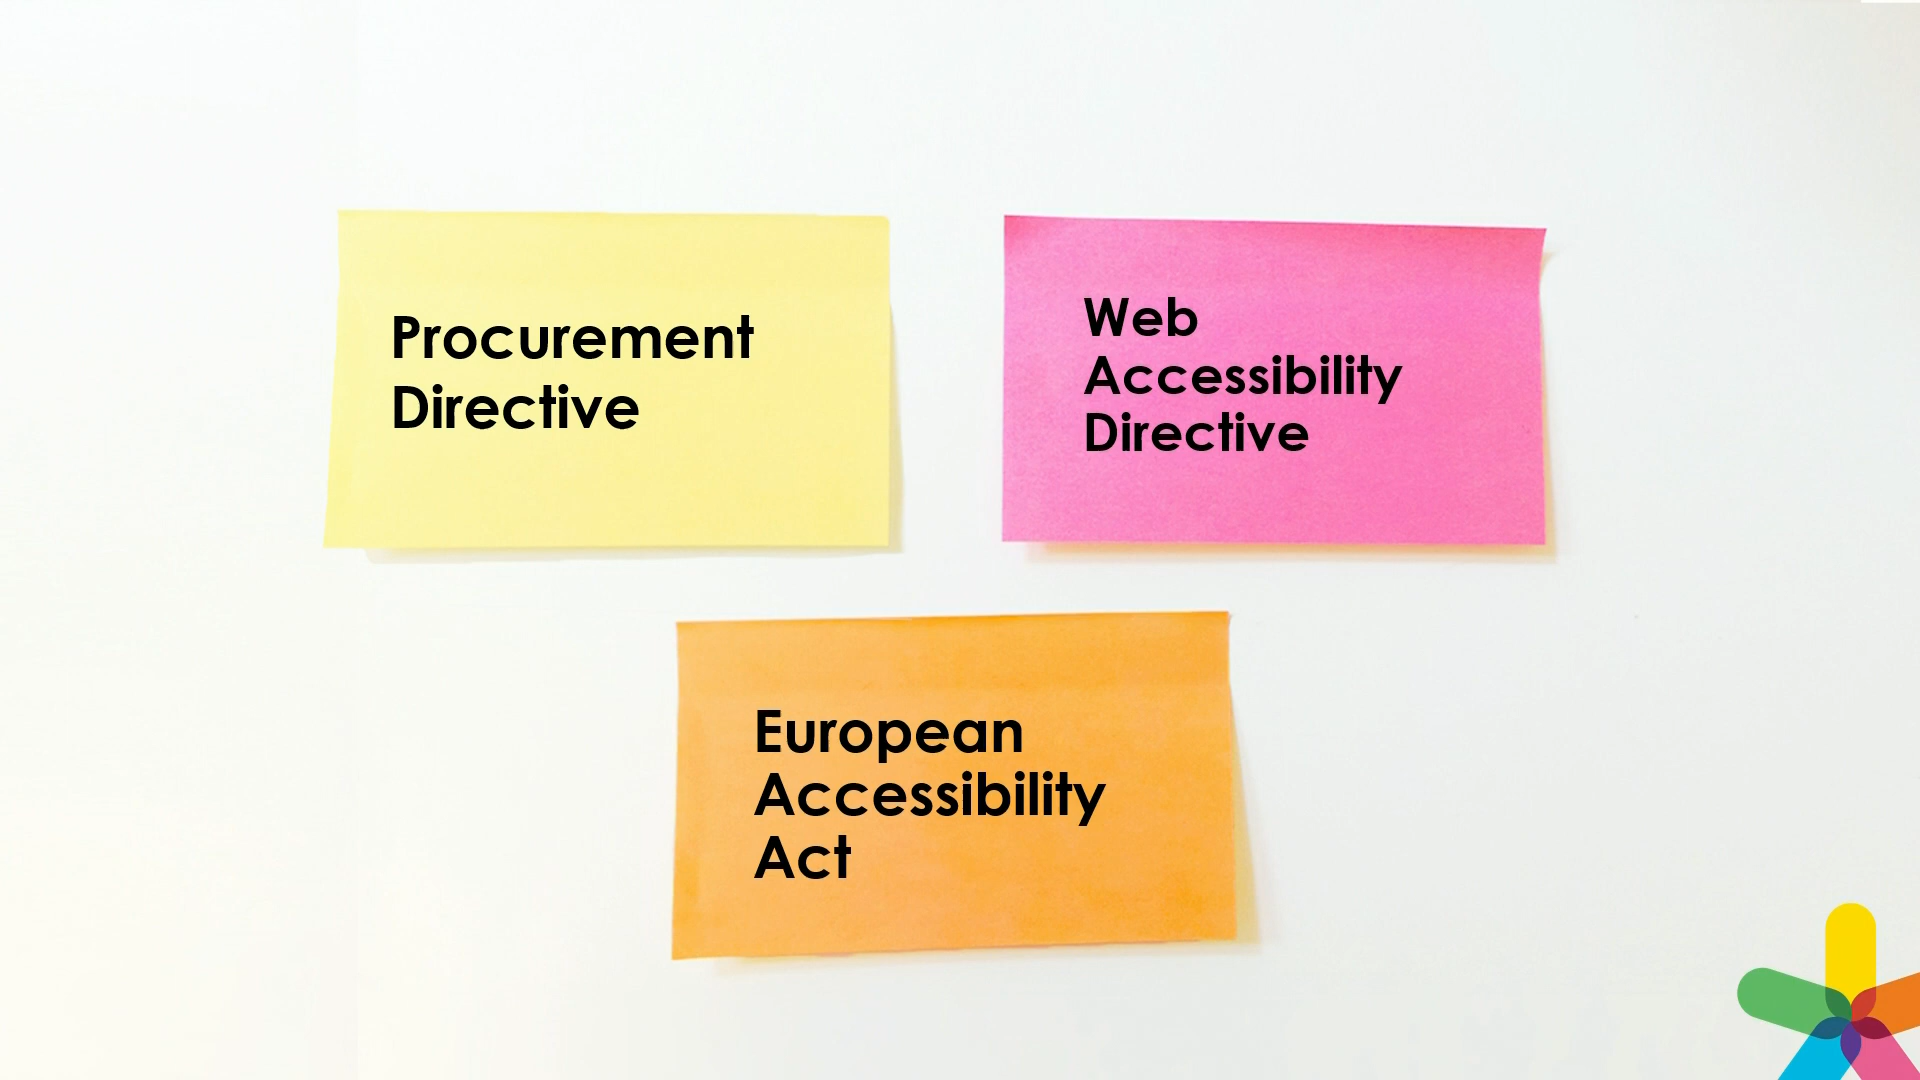 Procurement
Directive
Web
Accessibility
Directive
European
Accessibility
Act